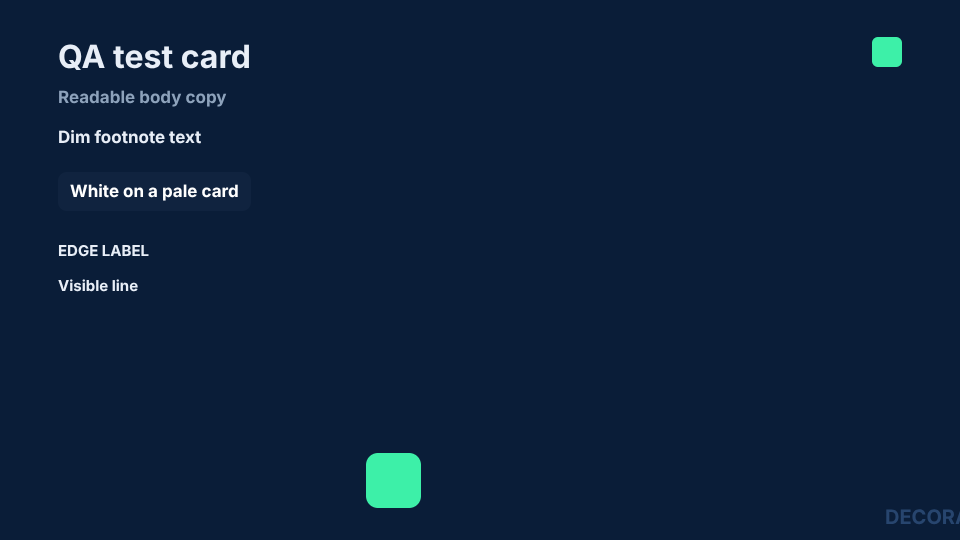 QA test card
Readable body copy
Dim footnote text
White on a pale card
EDGE LABEL
Visible line